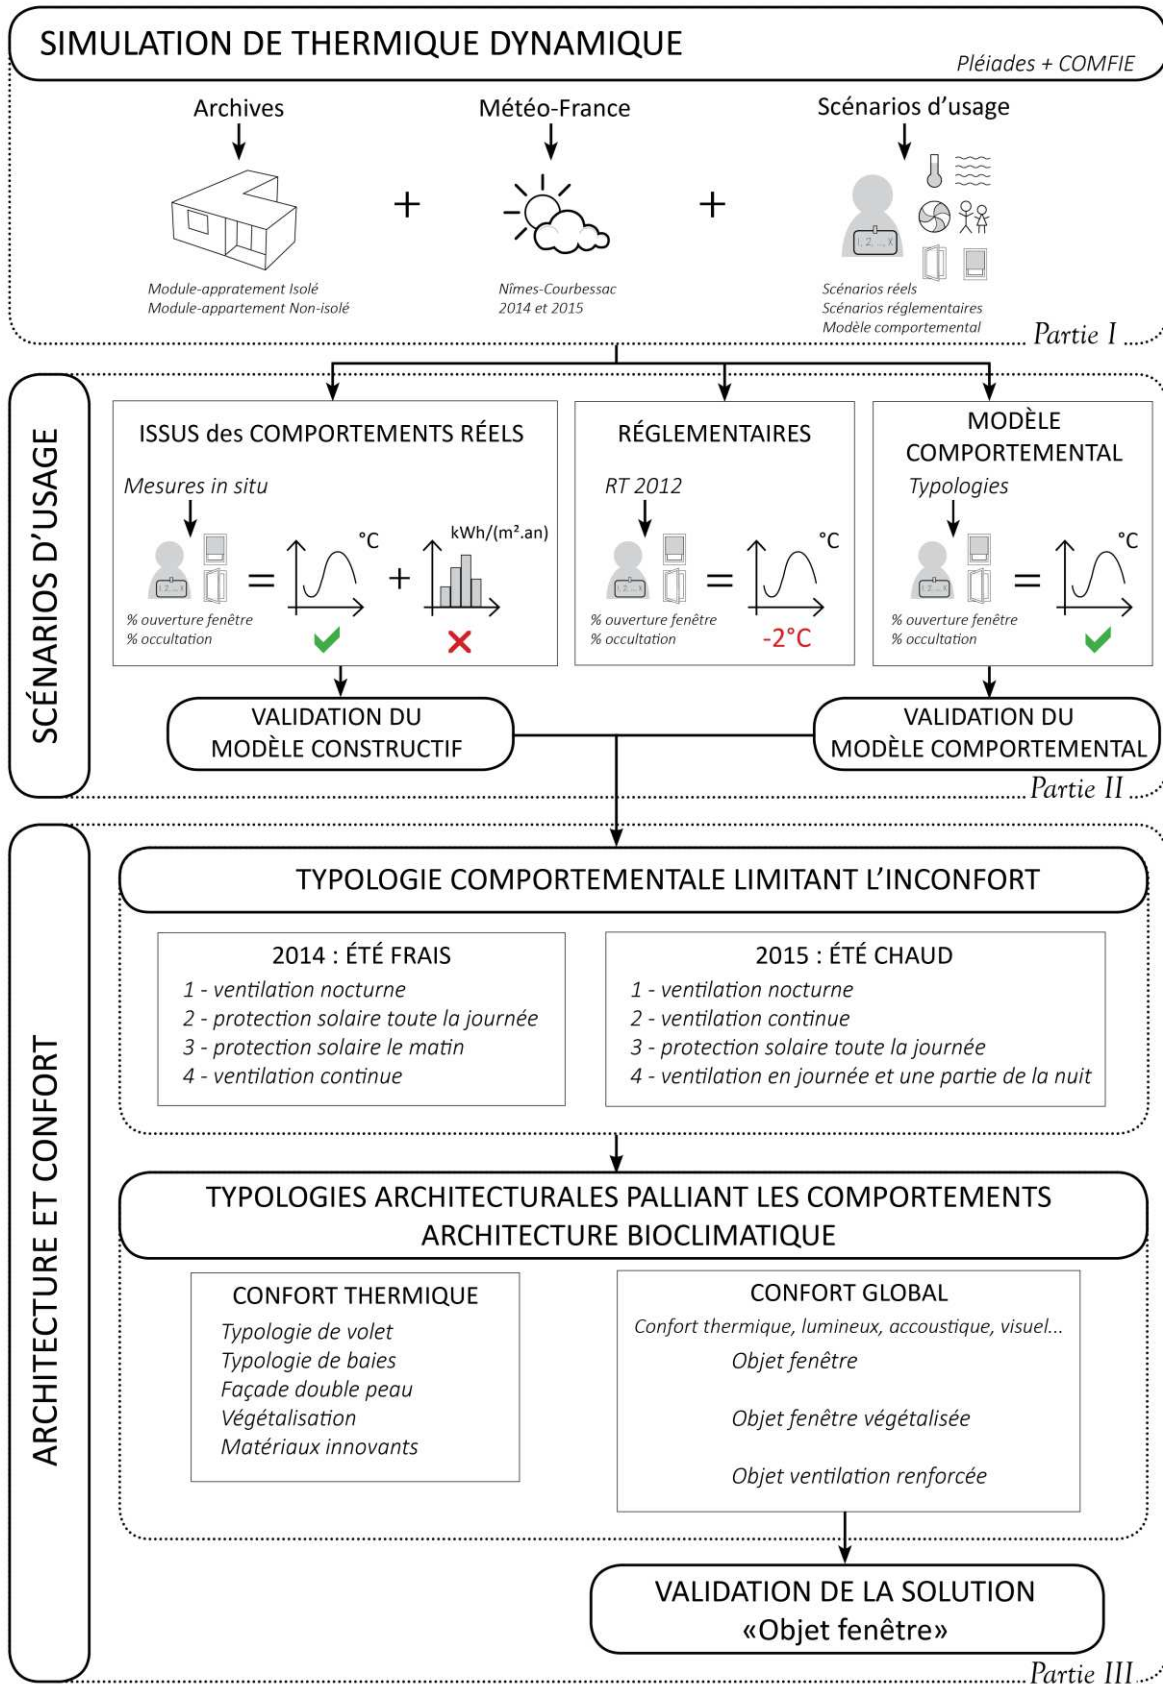 SIMULATION DE THERMIQUE DYNAMIQUE
Pléiades + COMFIE
Archives
Météo-France
Scénarios d'usage
+
+
1, 2, ..., X
Module-appratement Isolé
Module-appartement Non-isolé
Nîmes-Courbessac
2014 et 2015
Scénarios réels
Scénarios réglementaires
Modèle comportemental
Partie I
SCÉNARIOS D'USAGE
ISSUS des COMPORTEMENTS RÉELS
Mesures in situ
1, 2, ..., X
=
°C
+
kWh/(m².an)
% ouverture fenêtre
% occultation
RÉGLEMENTAIRES
RT 2012
1, 2, ..., X
=
°C
% ouverture fenêtre
% occultation
-2°C
MODÈLE
COMPORTEMENTAL
Typologies
1, 2, ..., X
=
°C
% ouverture fenêtre
% occultation
VALIDATION DU
MODÈLE CONSTRUCTIF
VALIDATION DU
MODÈLE COMPORTEMENTAL
Partie II
ARCHITECTURE ET CONFORT
TYPOLOGIE COMPORTEMENTALE LIMITANT L'INCONFORT
2014 : ÉTÉ FRAIS
1 - ventilation nocturne
2 - protection solaire toute la journée
3 - protection solaire le matin
4 - ventilation continue
2015 : ÉTÉ CHAUD
1 - ventilation nocturne
2 - ventilation continue
3 - protection solaire toute la journée
4 - ventilation en journée et une partie de la nuit
TYPOLOGIES ARCHITECTURALES PALLIANT LES COMPORTEMENTS
ARCHITECTURE BIOCLIMATIQUE
CONFORT THERMIQUE
Typologie de volet
Typologie de baies
Façade double peau
Végétalisation
Matériaux innovants
CONFORT GLOBAL
Confort thermique, lumineux, accoustique, visuel...
Objet fenêtre
Objet fenêtre végétalisée
Objet ventilation renforcée
VALIDATION DE LA SOLUTION
«Objet fenêtre»
Partie III